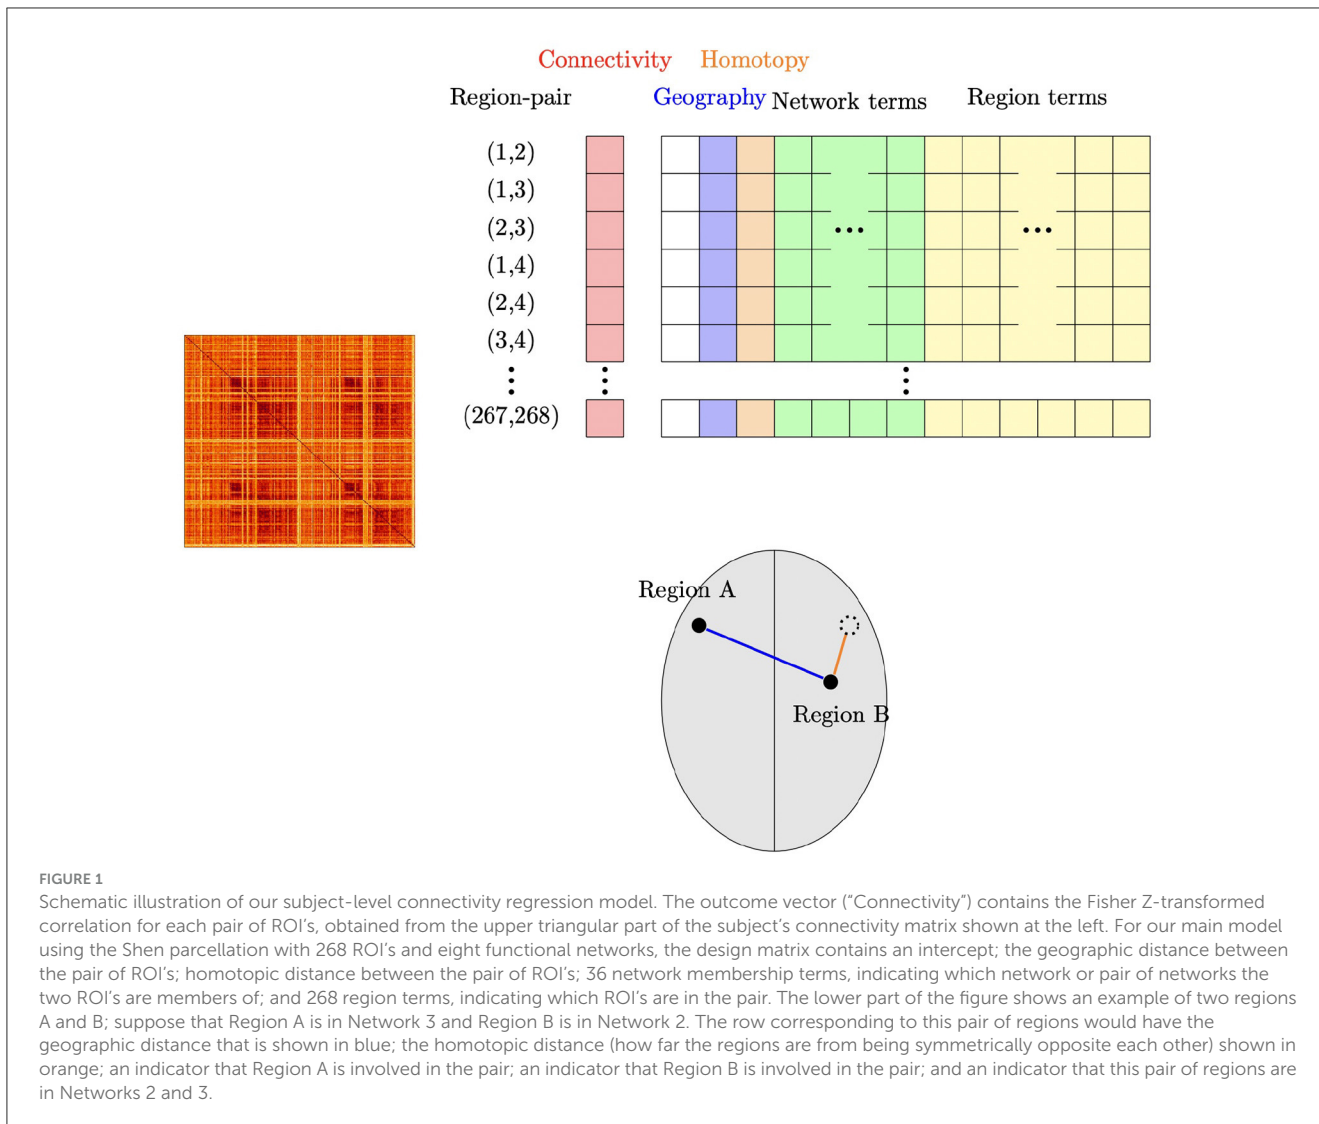 Connectivity Homotopy
Region-pair Geography Network terms Region terms
(1,2)
(1,3)
(2,3)
(1,4)
(2,4)
(3,4)
(267,268)
Region A
Region B
FIGURE 1
Schematic illustration of our subject-level connectivity regression model. The outcome vector (“Connectivity”) contains the Fisher Z-transformed
correlation for each pair of ROI's, obtained from the upper triangular part of the subject's connectivity matrix shown at the left. For our main model
using the Shen parcellation with 268 ROI's and eight functional networks, the design matrix contains an intercept; the geographic distance between
the pair of ROI's; homotopic distance between the pair of ROI's; 36 network membership terms, indicating which network or pair of networks the
two ROI's are members of; and 268 region terms, indicating which ROI's are in the pair. The lower part of the figure shows an example of two regions
A and B; suppose that Region A is in Network 3 and Region B is in Network 2. The row corresponding to this pair of regions would have the
geographic distance that is shown in blue; the homotopic distance (how far the regions are from being symmetrically opposite each other) shown in
orange; an indicator that Region A is involved in the pair; an indicator that Region B is involved in the pair; and an indicator that this pair of regions are
in Networks 2 and 3.